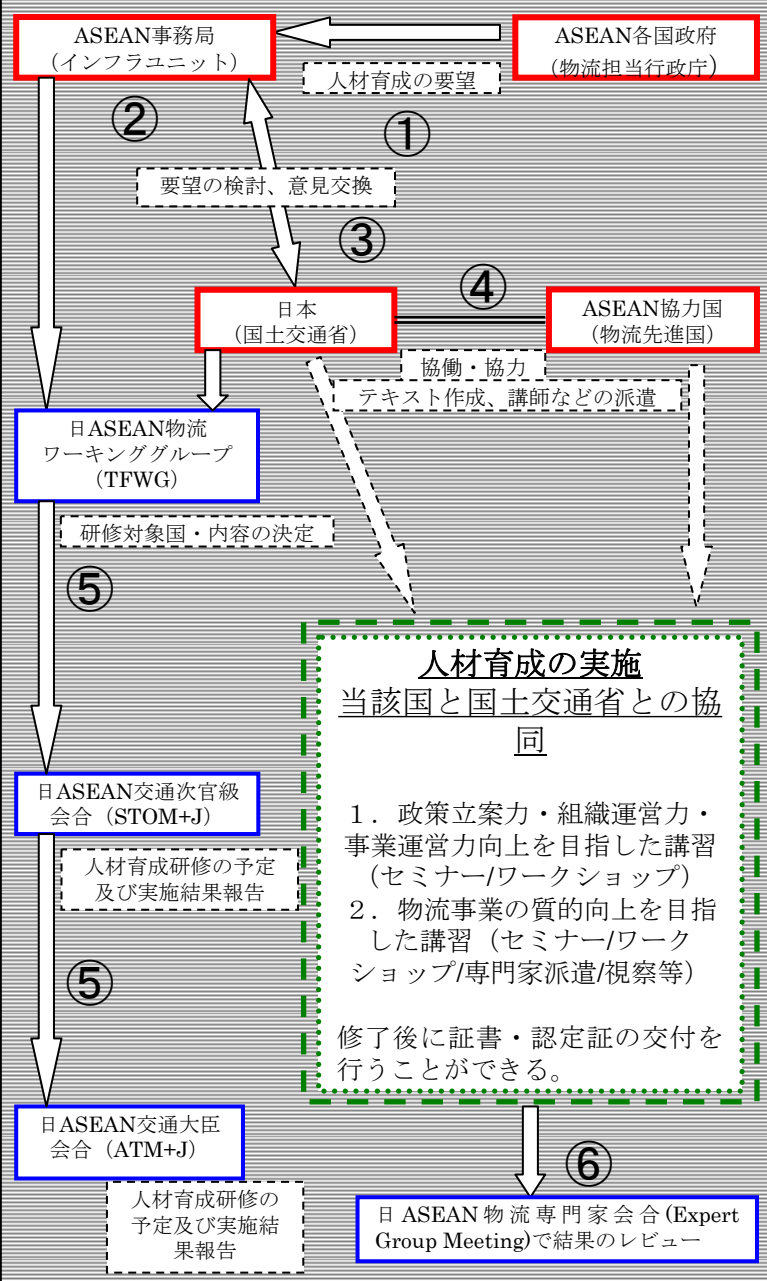 ASEAN事務局
(インフラユニット)
ASEAN各国政府
(物流担当行政庁)
人材育成の要望
①
②
要望の検討、意見交換
③
④
日本
(国土交通省)
ASEAN協力国
(物流先進国)
協働・協力
テキスト作成、講師などの派遣
日ASEAN物流
ワーキンググループ
(TFWG)
研修対象国・内容の決定
⑤
人材育成の実施
当該国と国土交通省との協
同
1．政策立案力・組織運営力・
事業運営力向上を目指した講習
(セミナー/ワークショップ)
2．物流事業の質的向上を目指
した講習（セミナー/ワーク
ショップ/専門家派遣/視察等）
修了後に証書・認定証の交付を
行うことができる。
日ASEAN交通次官級
会合（STOM+J）
人材育成研修の予定
及び実施結果報告
⑤
日ASEAN交通大臣
会合（ATM+J）
人材育成研修の
予定及び実施結
果報告
⑥
日 ASEAN 物流専門家会合(Expert
Group Meeting)で結果のレビュー